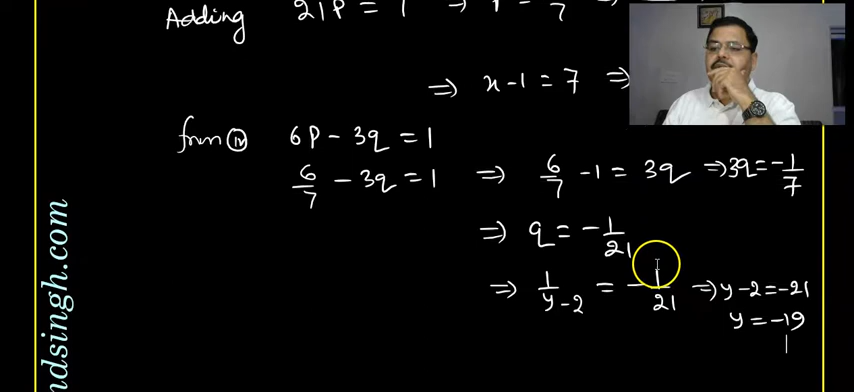 Adding 21P = 1 ⇒ P = 1/7
⇒ x-1 = 7 ⇒
from (iv) 6P - 3q = 1
6/7 - 3q = 1 ⇒ 6/7 - 1 = 3q ⇒ 3q = -1/7
⇒ q = -1/21
⇒ 1/y-2 = -1/21 ⇒ y-2 = -21
y = -19
ndsingh.com